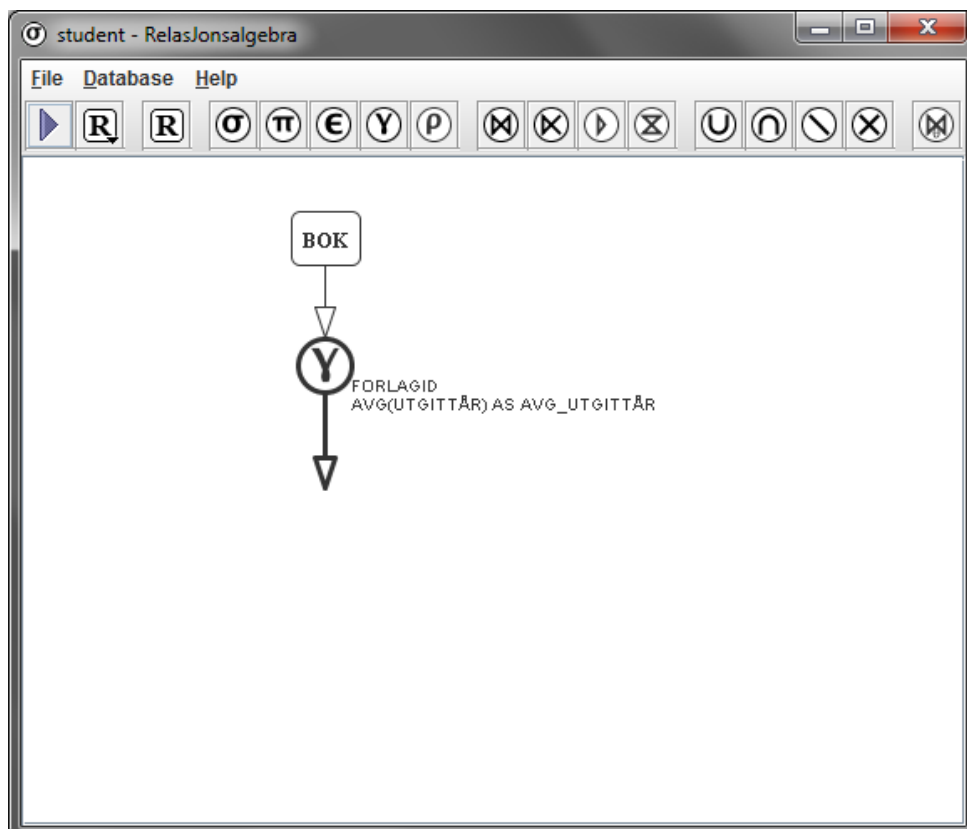 σ student - RelasJonsalgebra
File Database Help
R R σ π ϵ γ ρ ⋈ ⋉ ▷ ⧖ ∪ ∩ \ ×
BOK
γ
FORLAGID
AVG(UTGITTÅR) AS AVG_UTGITTÅR